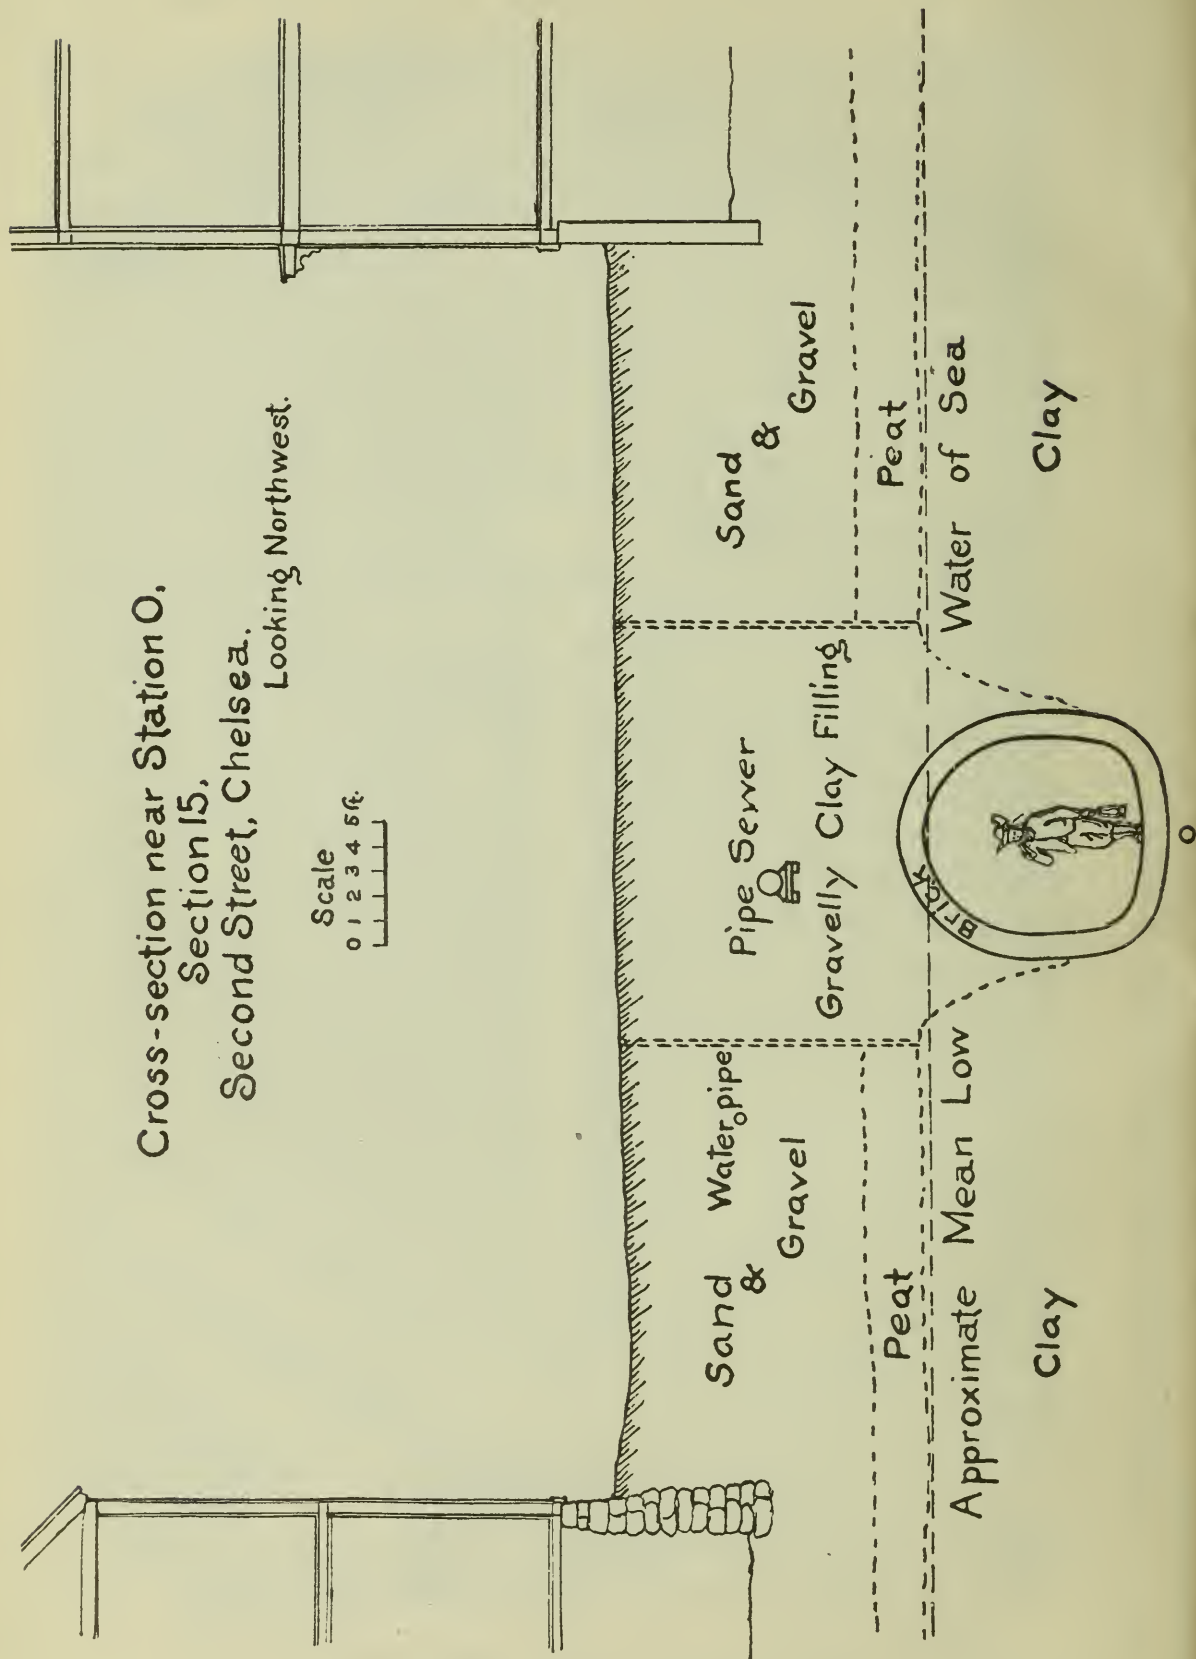 Cross-section near Station O,
Section 15,
Second Street, Chelsea.
Looking Northwest.
Scale
0 1 2 3 4 5 ft.
Sand Water pipe
&
Gravel
Pipe Sewer
Gravelly Clay Filling
Sand
&
Gravel
Peat
Peat
BRICK
Approximate Mean Low Water of Sea
Clay
Clay